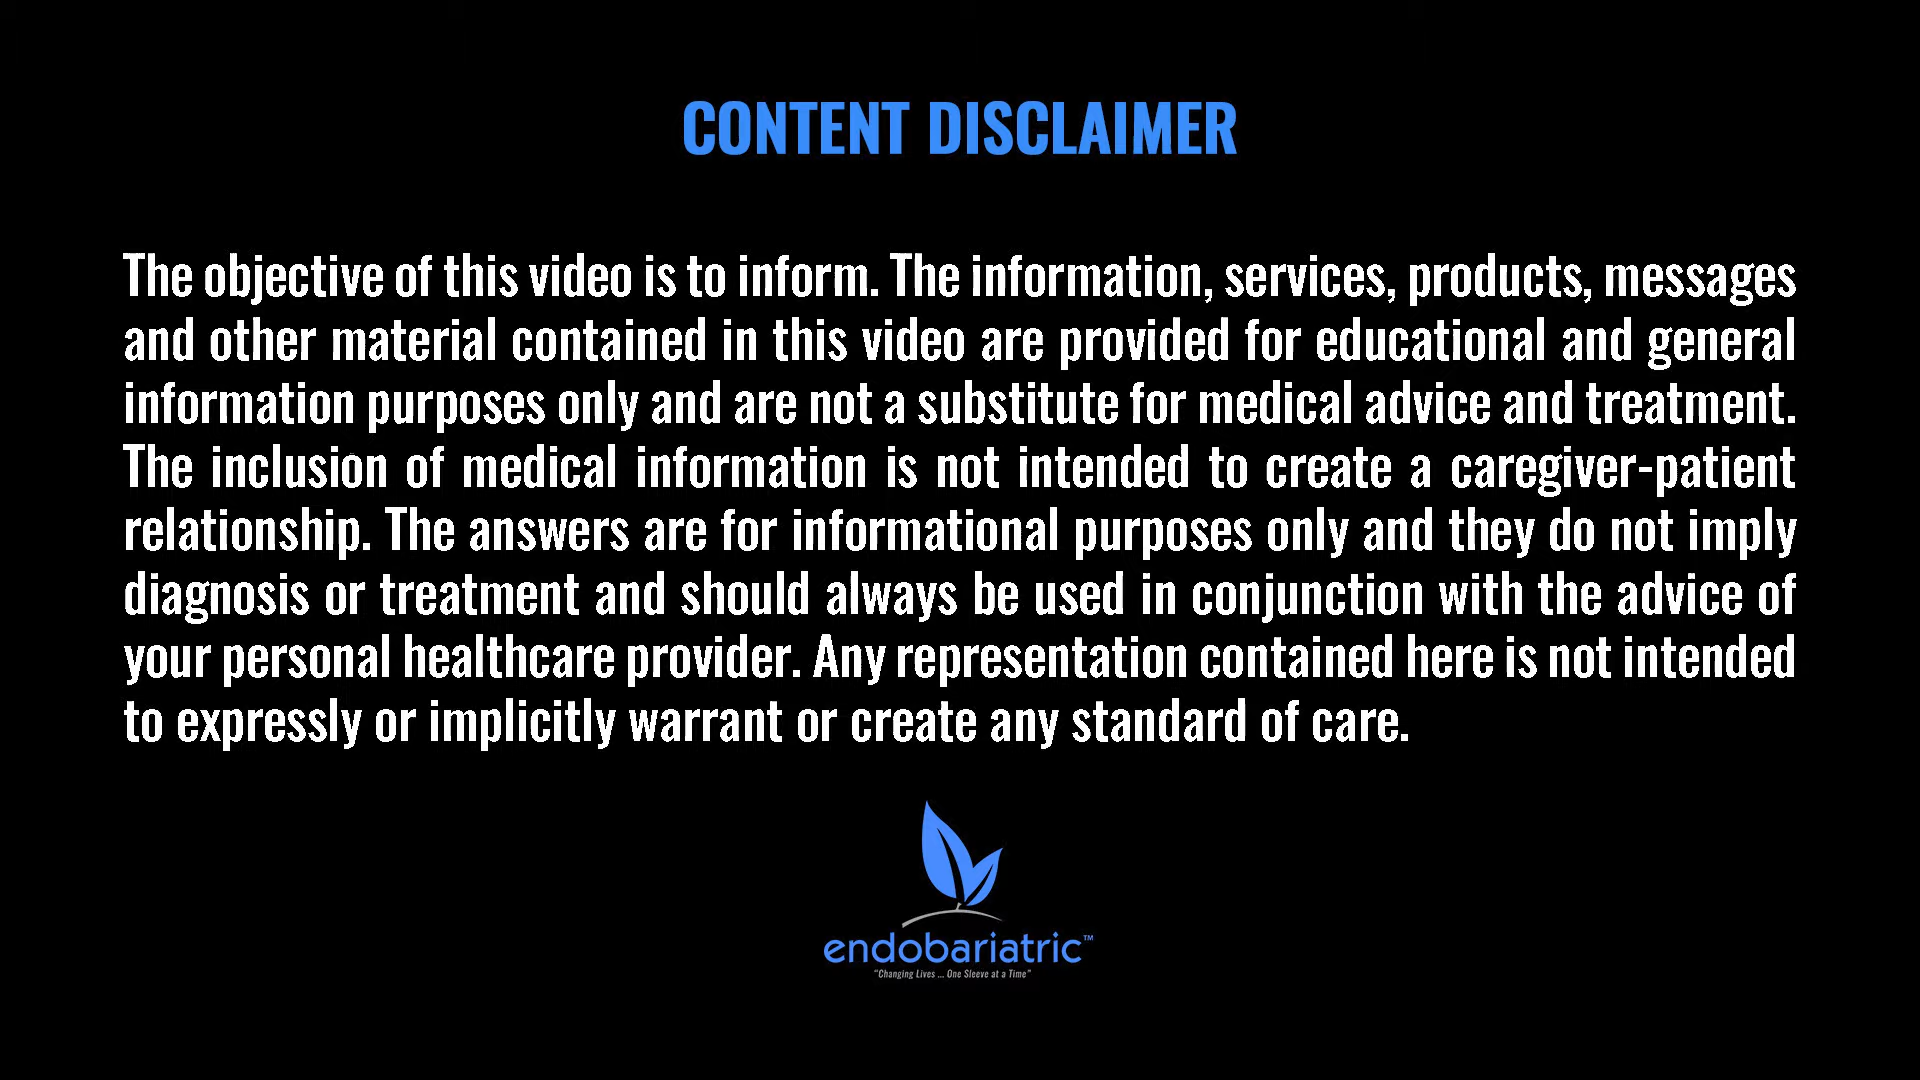 CONTENT DISCLAIMER
The objective of this video is to inform. The information, services, products, messages
and other material contained in this video are provided for educational and general
information purposes only and are not a substitute for medical advice and treatment.
The inclusion of medical information is not intended to create a caregiver-patient
relationship. The answers are for informational purposes only and they do not imply
diagnosis or treatment and should always be used in conjunction with the advice of
your personal healthcare provider. Any representation contained here is not intended
to expressly or implicitly warrant or create any standard of care.
endobariatric™
"Changing Lives ... One Sleeve at a Time"